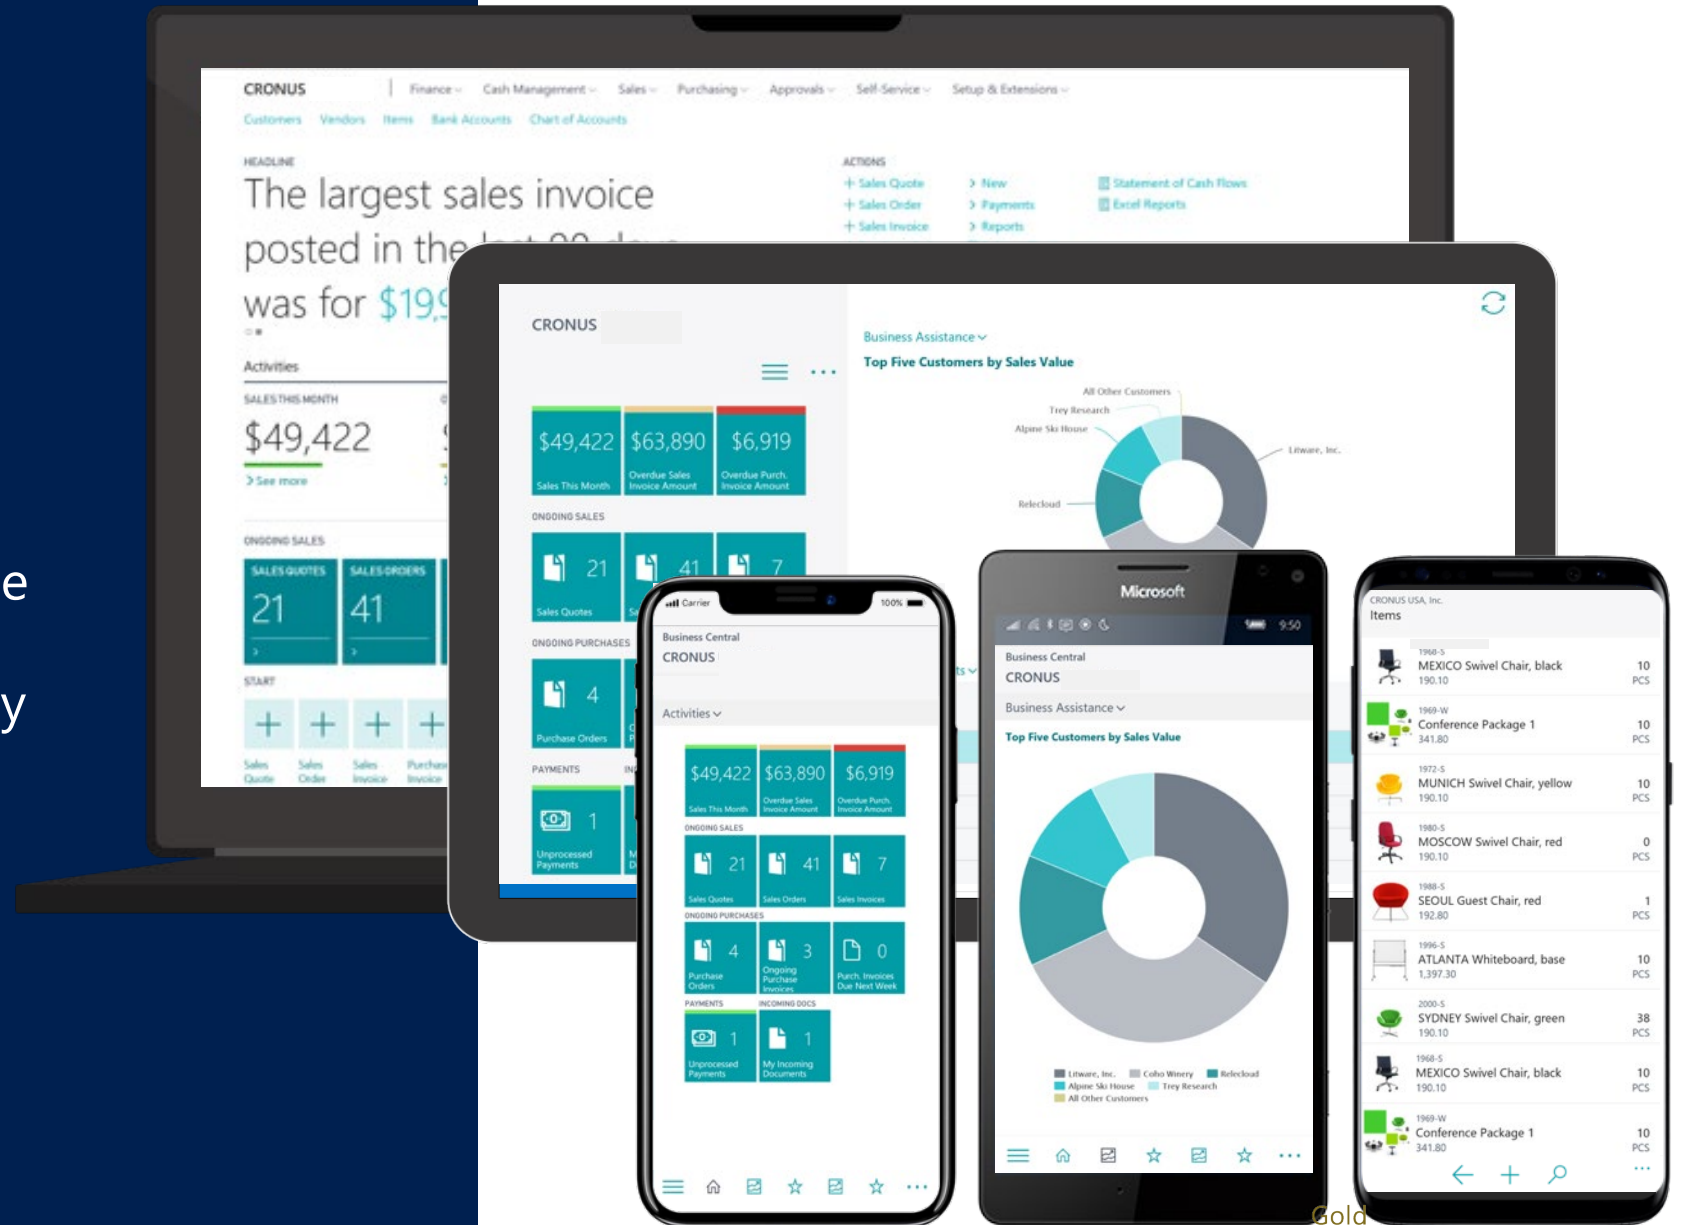 e
y
CRONUS
Finance Cash Management Sales Purchasing Approvals Self-Service Setup & Extensions
Customers Vendors Items Bank Accounts Chart of Accounts
HEADLINE
The largest sales invoice
posted in the last 90 days
was for $19,9
Activities
SALES THIS MONTH
$49,422
> See more
ONGOING SALES
SALES QUOTES SALES ORDERS
21 41
START
Sales Quote
Sales Order
Sales Invoice
Purchase Invoice
ACTIONS
+ Sales Quote > New Statement of Cash Flows
+ Sales Order > Payments Excel Reports
+ Sales Invoice > Reports
CRONUS
$49,422 $63,890 $6,919
Sales This Month
Overdue Sales Invoice Amount
Overdue Purch. Invoice Amount
ONGOING SALES
21 41 7
Sales Quotes
ONGOING PURCHASES
4
Purchase Orders
PAYMENTS IN
1
Unprocessed Payments
Business Assistance
Top Five Customers by Sales Value
All Other Customers
Trey Research
Alpine Ski House
Litware, Inc.
Relecloud
ts
Carrier 100%
Business Central
CRONUS
Activities
$49,422 $63,890 $6,919
Sales This Month
Overdue Sales Invoice Amount
Overdue Purch. Invoice Amount
ONGOING SALES
21 41 7
Sales Quotes Sales Orders Sales Invoices
ONGOING PURCHASES
4 3 0
Purchase Orders
Ongoing Purchase Invoices
Purch. Invoices Due Next Week
PAYMENTS INCOMING DOCS
1 1
Unprocessed Payments
My Incoming Documents
Microsoft
9:50
Business Central
CRONUS
Business Assistance
Top Five Customers by Sales Value
Litware, Inc. Coho Winery Relecloud
Alpine Ski House Trey Research
All Other Customers
CRONUS USA, Inc.
Items
1968-S
MEXICO Swivel Chair, black 10
190.10 PCS
1969-W
Conference Package 1 10
341.80 PCS
1972-S
MUNICH Swivel Chair, yellow 10
190.10 PCS
1980-S
MOSCOW Swivel Chair, red 0
190.10 PCS
1988-S
SEOUL Guest Chair, red 1
192.80 PCS
1996-S
ATLANTA Whiteboard, base 10
1,397.30 PCS
2000-S
SYDNEY Swivel Chair, green 38
190.10 PCS
1968-S
MEXICO Swivel Chair, black 10
190.10 PCS
1969-W
Conference Package 1 10
341.80 PCS
Gold